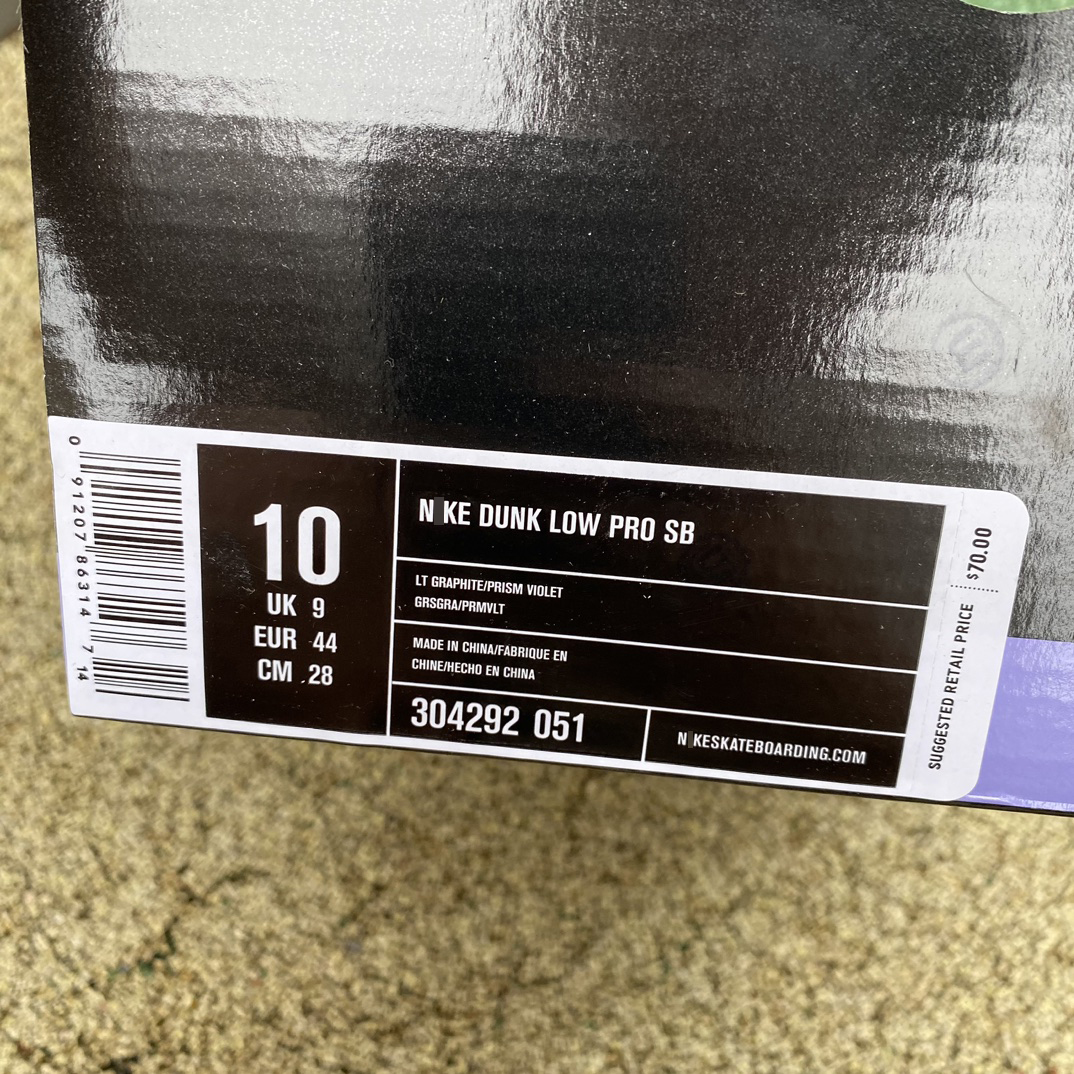 0 91207 86314 7 14
10
UK 9
EUR 44
CM 28
N KE DUNK LOW PRO SB
LT GRAPHITE/PRISM VIOLET
GRSGRA/PRMVLT
MADE IN CHINA/FABRIQUE EN
CHINE/HECHO EN CHINA
304292 051
N KESKATEBOARDING.COM
SUGGESTED RETAIL PRICE $70.00